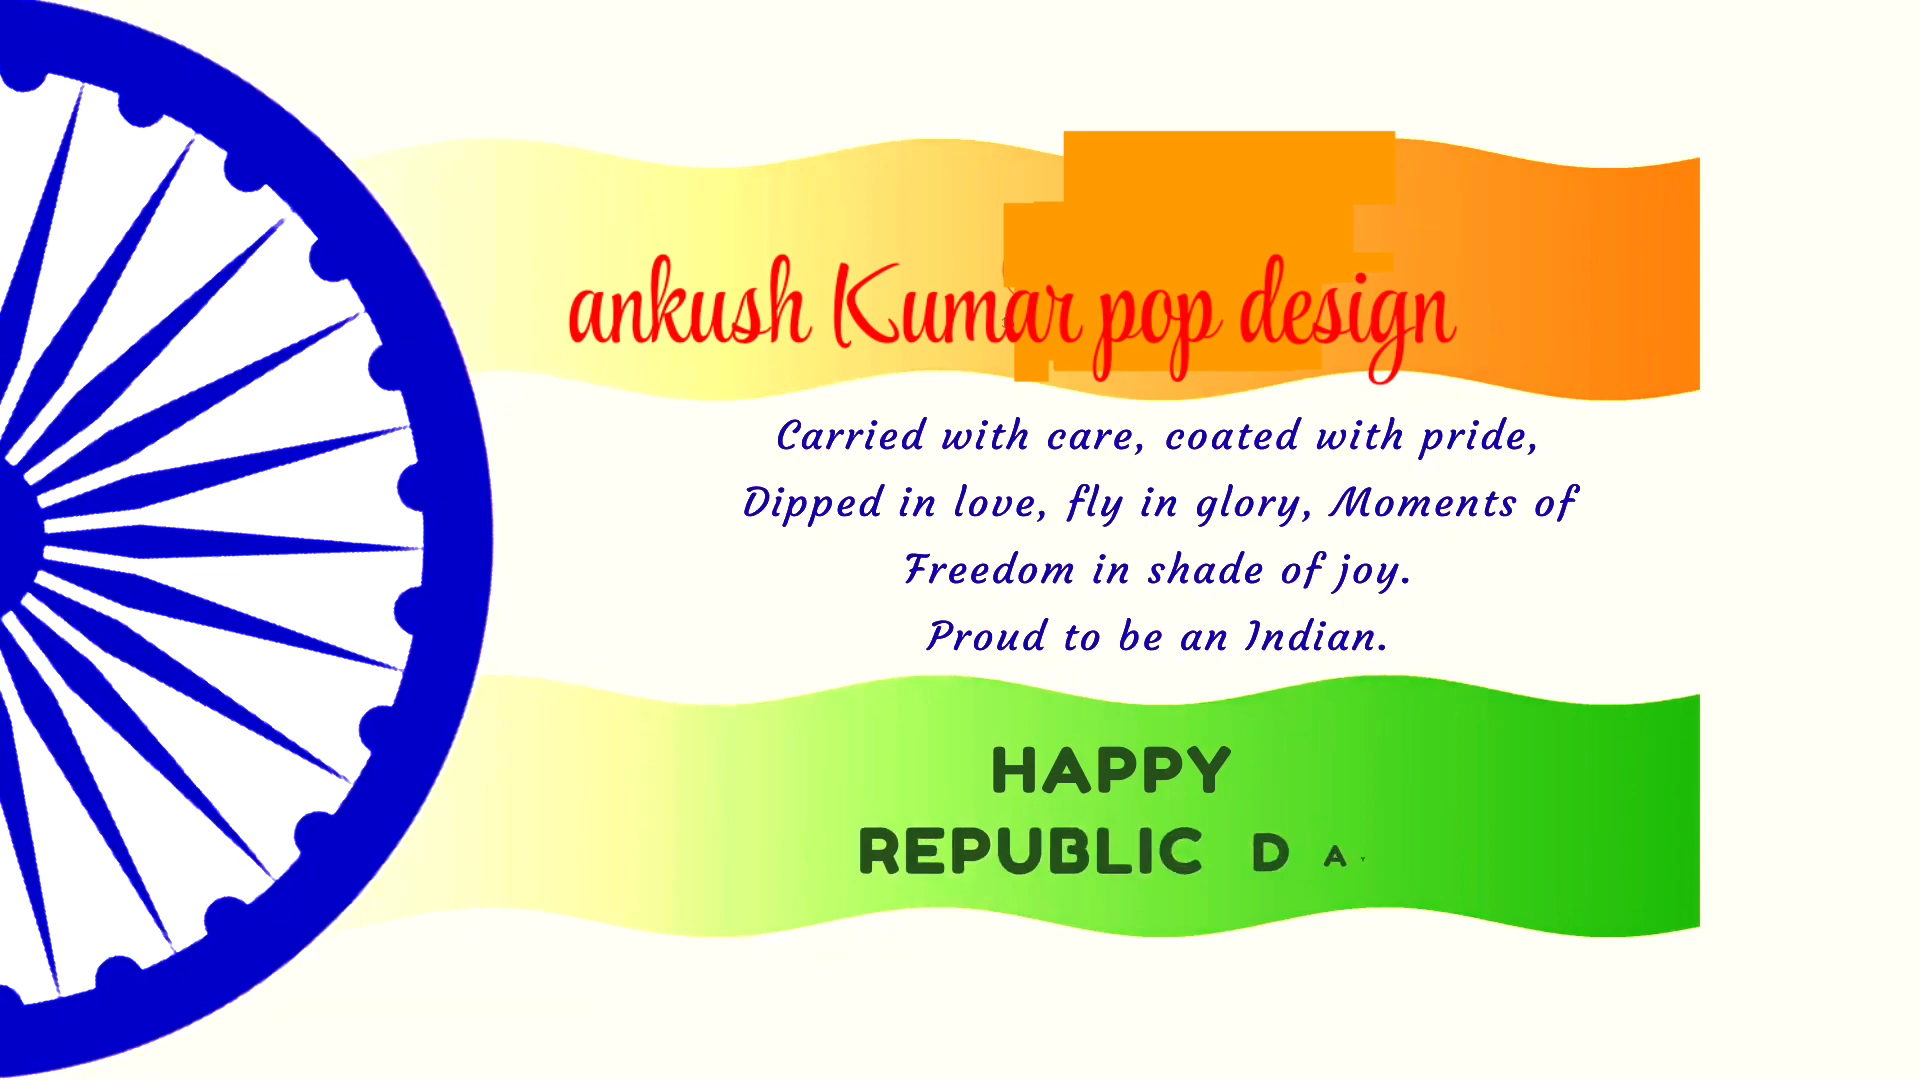 ankush Kumar pop design
Carried with care, coated with pride,
Dipped in love, fly in glory, Moments of
Freedom in shade of joy.
Proud to be an Indian.
HAPPY
REPUBLIC DAY